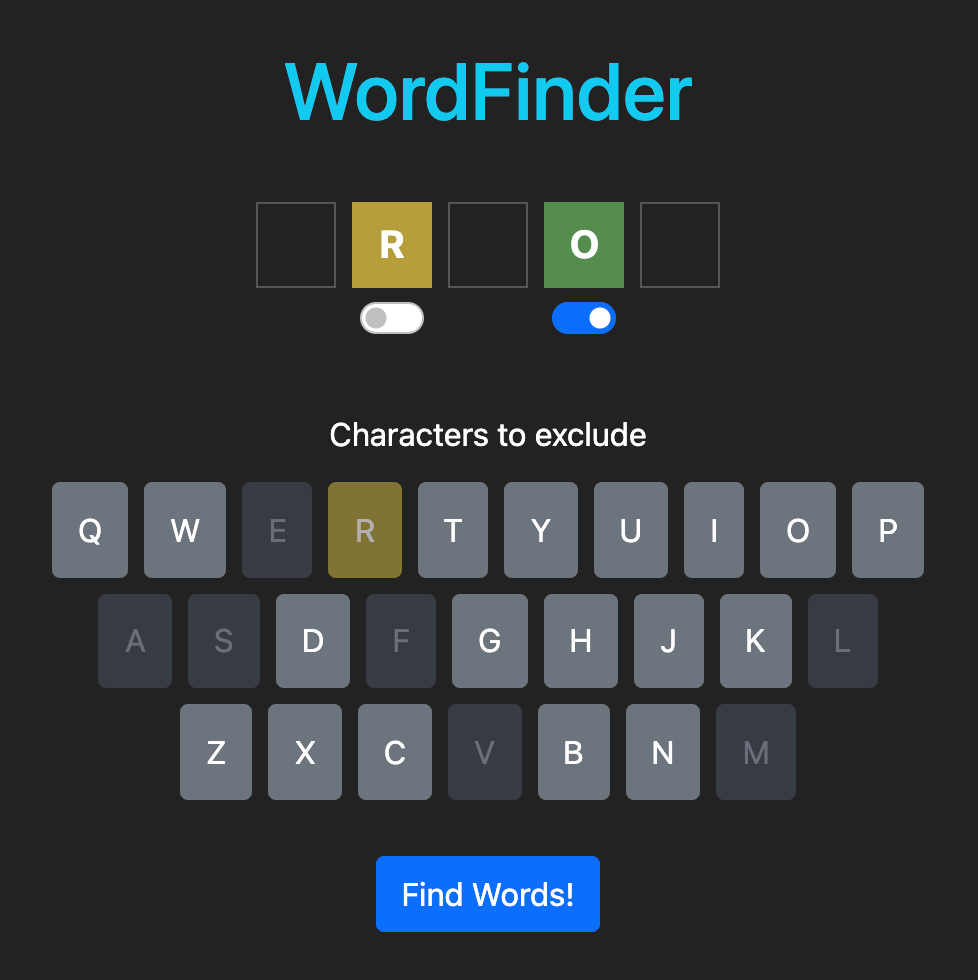 WordFinder
R O
Characters to exclude
Q W E R T Y U I O P
A S D F G H J K L
Z X C V B N M
Find Words!